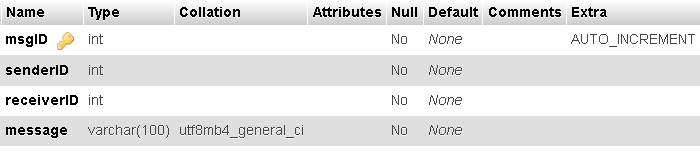 Name Type Collation Attributes Null Default Comments Extra
msgID int No None AUTO_INCREMENT
senderID int No None
receiverID int No None
message varchar(100) utf8mb4_general_ci No None